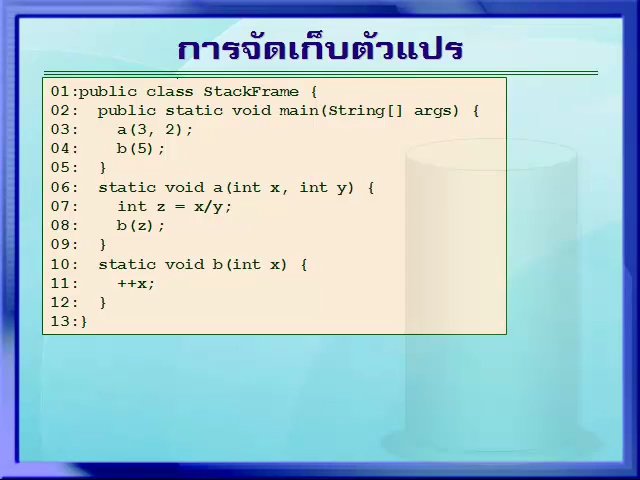 การจัดเก็บตัวแปร
01:public class StackFrame {
02:  public static void main(String[] args) {
03:    a(3, 2);
04:    b(5);
05:  }
06:  static void a(int x, int y) {
07:    int z = x/y;
08:    b(z);
09:  }
10:  static void b(int x) {
11:    ++x;
12:  }
13:}